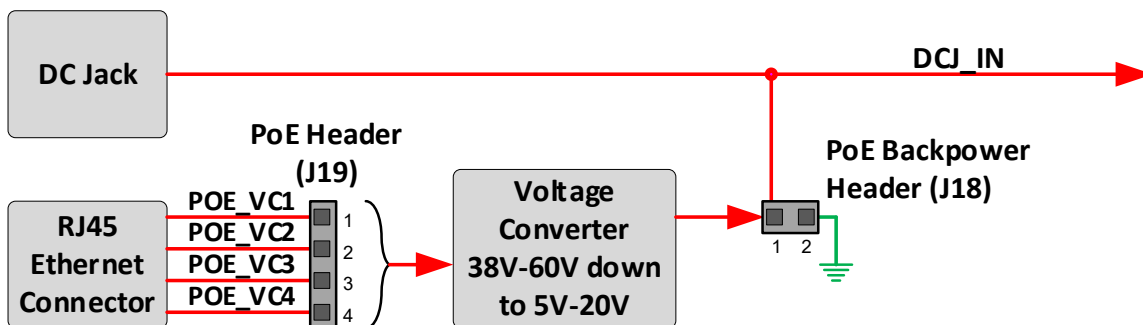 DC Jack
DCJ_IN
PoE Header
(J19)
PoE Backpower
Header (J18)
1 2
RJ45
Ethernet
Connector
POE_VC1
POE_VC2
POE_VC3
POE_VC4
1
2
3
4
Voltage
Converter
38V-60V down
to 5V-20V